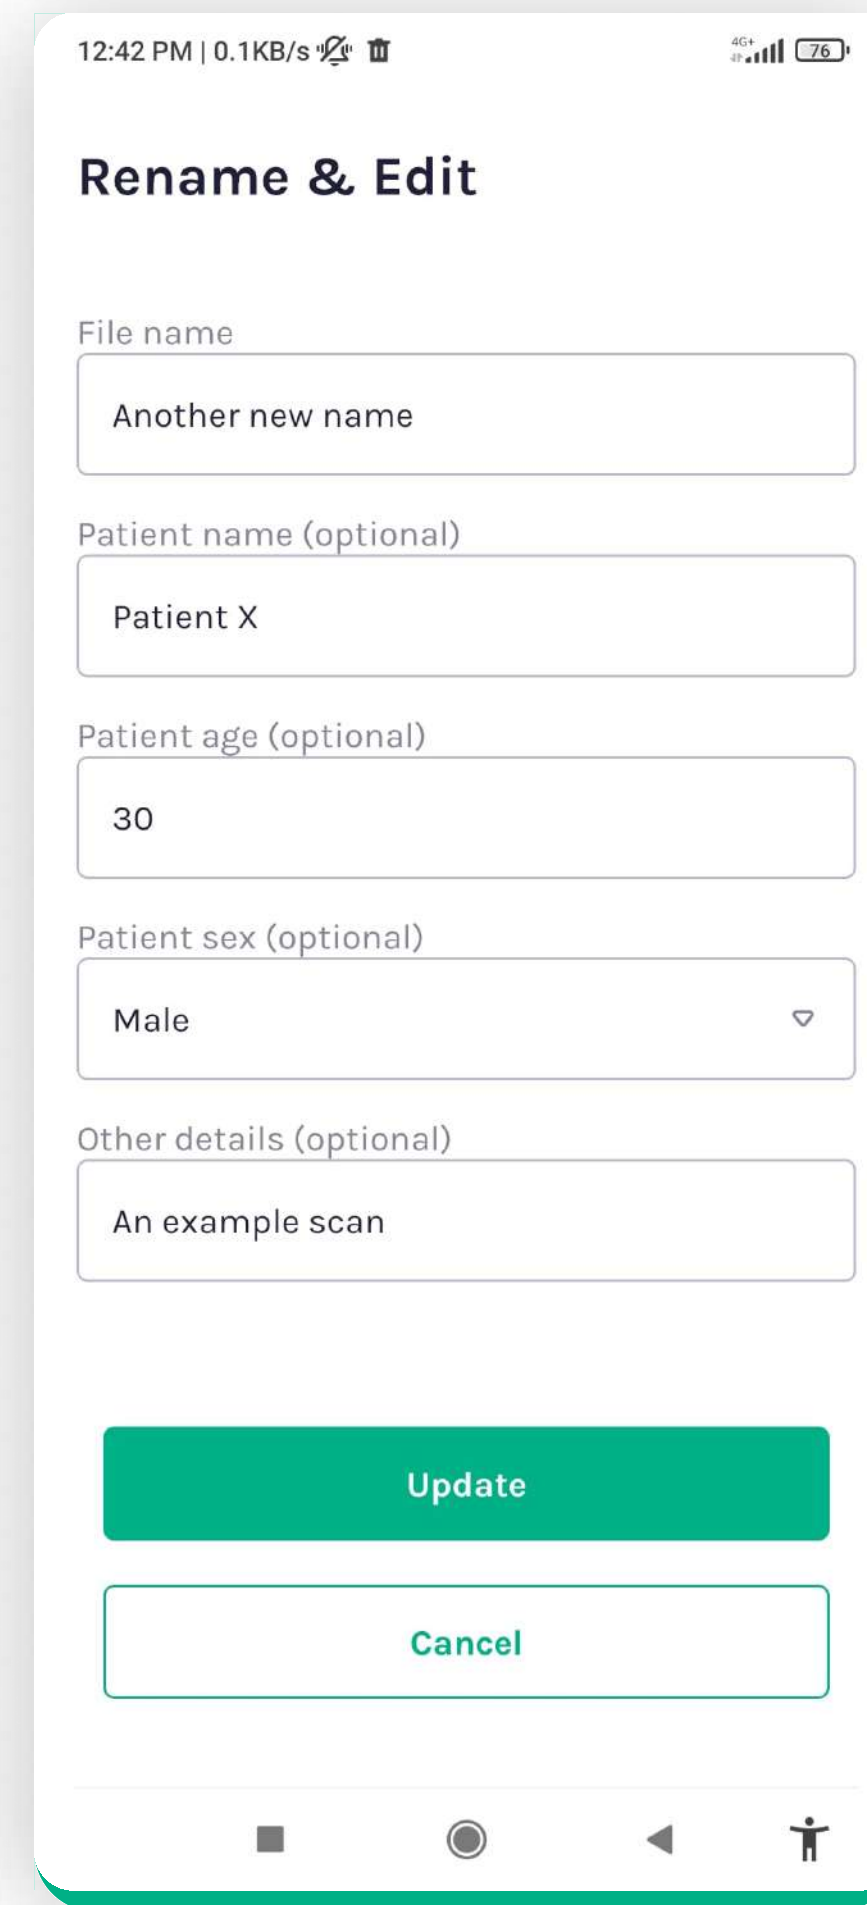 12:42 PM | 0.1KB/s
4G+
76
Rename & Edit
File name
Another new name
Patient name (optional)
Patient X
Patient age (optional)
30
Patient sex (optional)
Male
Other details (optional)
An example scan
Update
Cancel